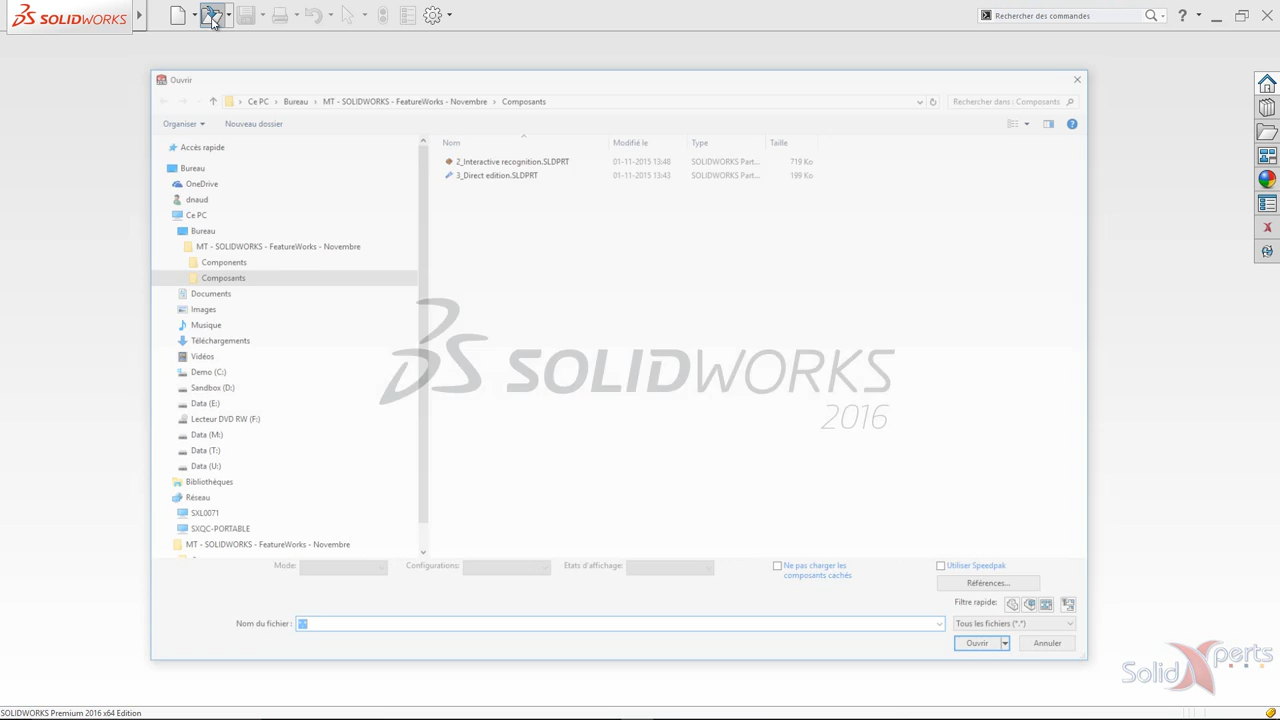 SOLIDWORKS
Rechercher des commandes
?
Ouvrir
Ce PC > Bureau > MT - SOLIDWORKS - FeatureWorks - Novembre > Composants
Rechercher dans : Composants
Organiser
Nouveau dossier
Nom
Modifié le
Type
Taille
2_Interactive recognition.SLDPRT
01-11-2015 13:48
SOLIDWORKS Part...
719 Ko
3_Direct edition.SLDPRT
01-11-2015 13:43
SOLIDWORKS Part...
199 Ko
Accès rapide
Bureau
OneDrive
dnaud
Ce PC
Bureau
MT - SOLIDWORKS - FeatureWorks - Novembre
Components
Composants
Documents
Images
Musique
Téléchargements
Vidéos
Demo (C:)
Sandbox (D:)
Data (E:)
Lecteur DVD RW (F:)
Data (M:)
Data (T:)
Data (U:)
Bibliothèques
Réseau
SXL0071
SXQC-PORTABLE
MT - SOLIDWORKS - FeatureWorks - Novembre
SOLIDWORKS
2016
Mode:
Configurations:
Etats d'affichage:
Ne pas charger les
composants cachés
Utiliser Speedpak
Références...
Filtre rapide:
Nom du fichier :
Tous les fichiers (*.*)
Ouvrir
Annuler
SolidXperts
SOLIDWORKS Premium 2016 x64 Edition